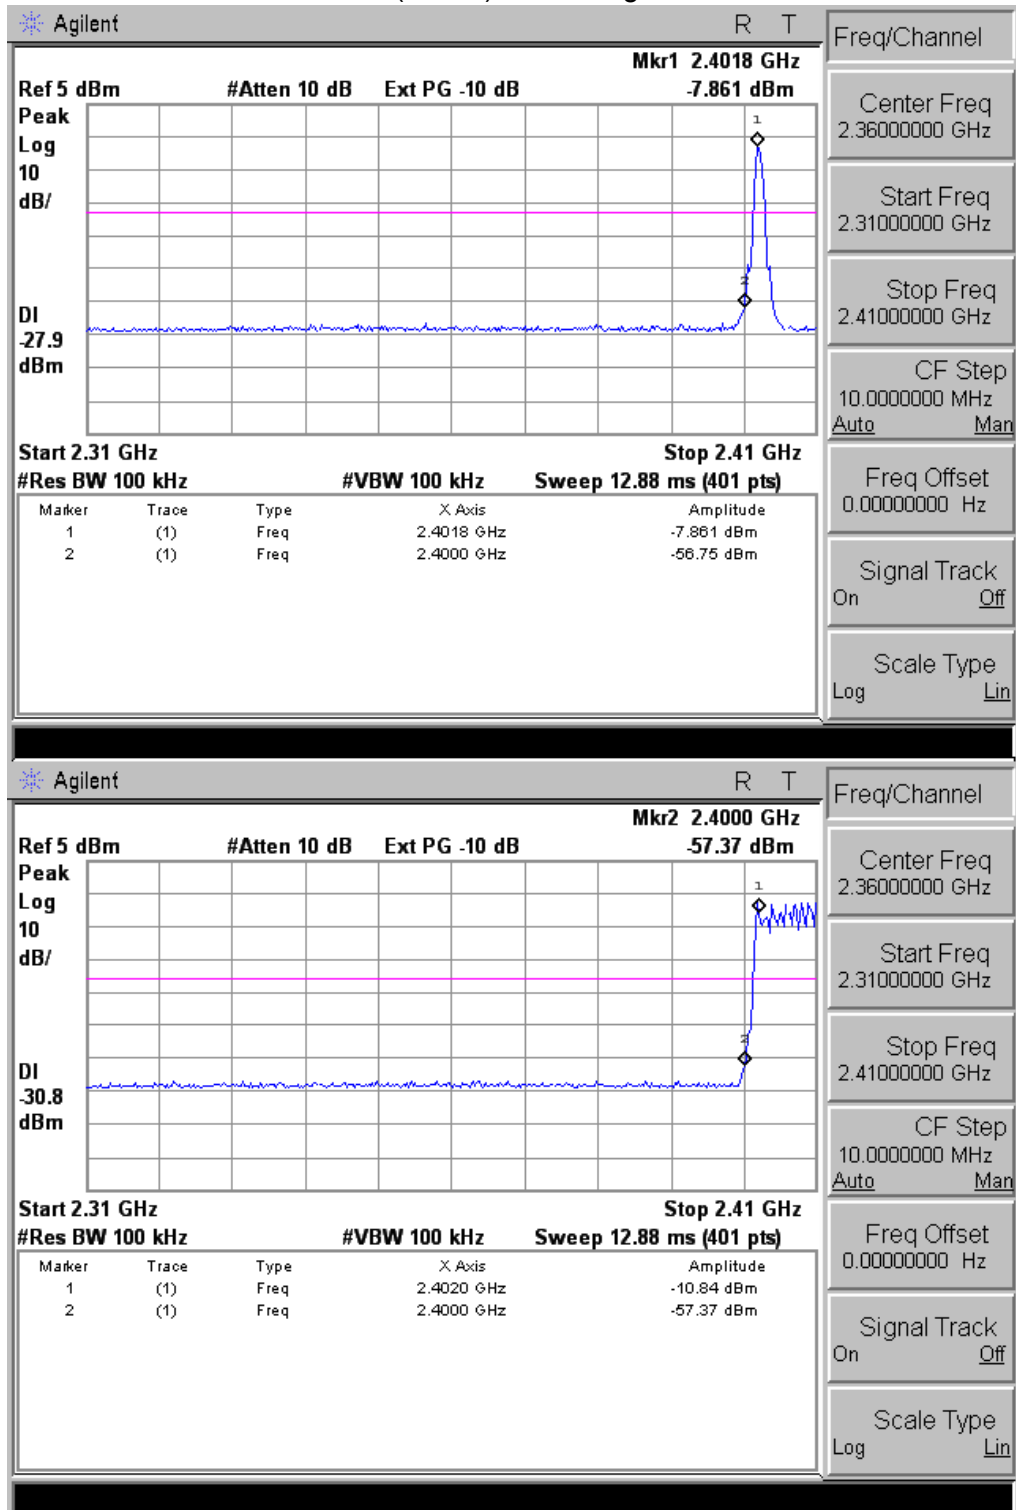 Agilent R T
Freq/Channel
Mkr1 2.4018 GHz
Ref 5 dBm #Atten 10 dB Ext PG -10 dB -7.861 dBm
Peak
Log
10
dB/
1
2
DI
-27.9
dBm
Center Freq
2.36000000 GHz
Start Freq
2.31000000 GHz
Stop Freq
2.41000000 GHz
CF Step
10.0000000 MHz
Auto Man
Freq Offset
0.00000000 Hz
Signal Track
On Off
Scale Type
Log Lin
Start 2.31 GHz Stop 2.41 GHz
#Res BW 100 kHz #VBW 100 kHz Sweep 12.88 ms (401 pts)
Marker Trace Type X Axis Amplitude
1 (1) Freq 2.4018 GHz -7.861 dBm
2 (1) Freq 2.4000 GHz -56.75 dBm
Agilent R T
Freq/Channel
Mkr2 2.4000 GHz
Ref 5 dBm #Atten 10 dB Ext PG -10 dB -57.37 dBm
Peak
Log
10
dB/
1
2
DI
-30.8
dBm
Center Freq
2.36000000 GHz
Start Freq
2.31000000 GHz
Stop Freq
2.41000000 GHz
CF Step
10.0000000 MHz
Auto Man
Freq Offset
0.00000000 Hz
Signal Track
On Off
Scale Type
Log Lin
Start 2.31 GHz Stop 2.41 GHz
#Res BW 100 kHz #VBW 100 kHz Sweep 12.88 ms (401 pts)
Marker Trace Type X Axis Amplitude
1 (1) Freq 2.4020 GHz -10.84 dBm
2 (1) Freq 2.4000 GHz -57.37 dBm